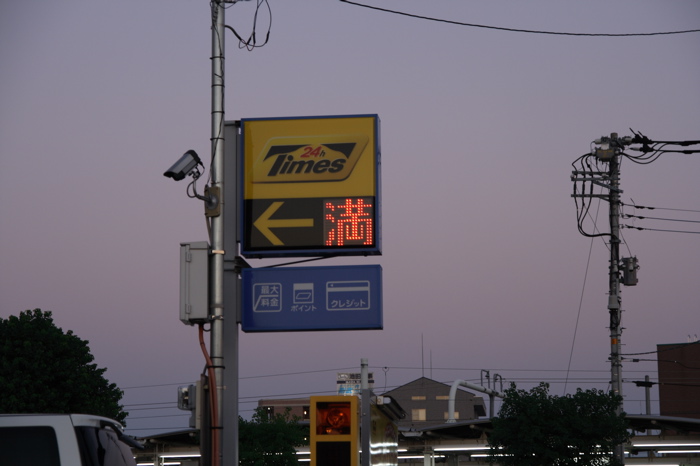 24h
Times
満
最大
料金
ポイント
クレジット